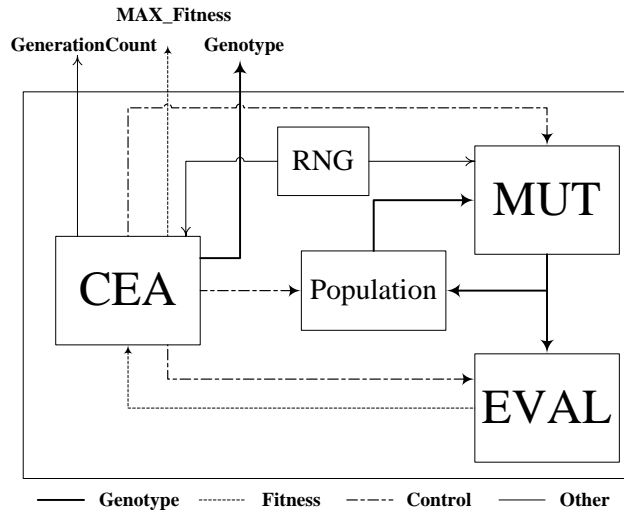 MAX_Fitness
GenerationCount
Genotype
RNG
MUT
CEA
Population
EVAL
Genotype Fitness Control Other